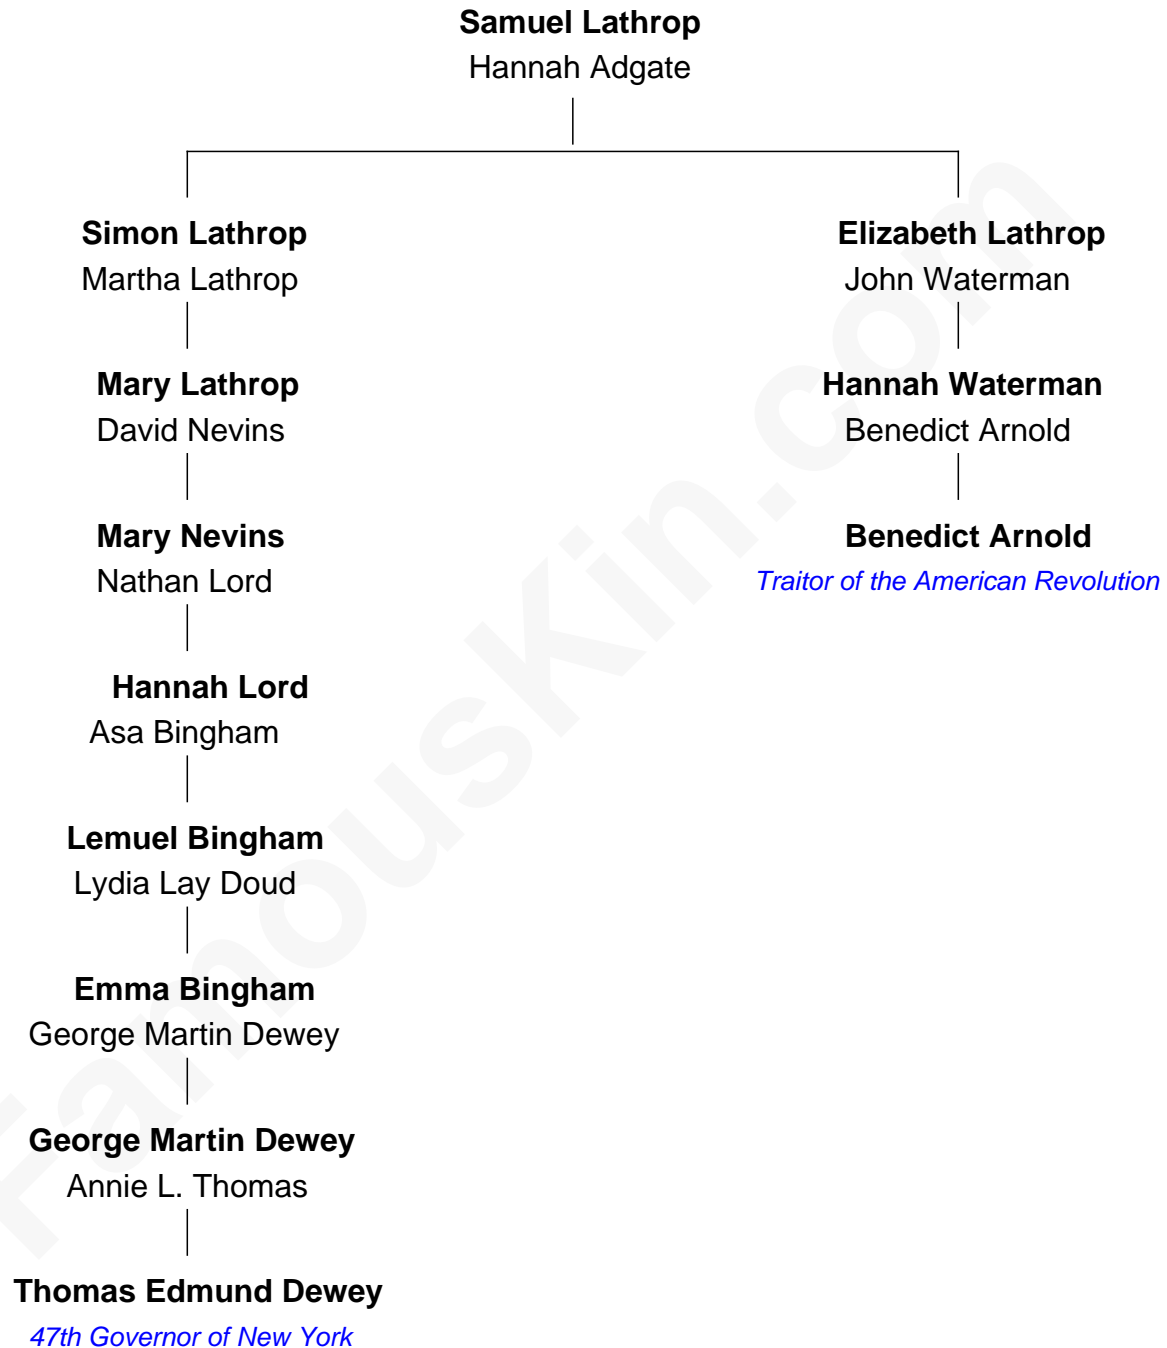 Samuel Lathrop
Hannah Adgate
Simon Lathrop
Martha Lathrop
Mary Lathrop
David Nevins
Mary Nevins
Nathan Lord
Hannah Lord
Asa Bingham
Lemuel Bingham
Lydia Lay Doud
Emma Bingham
George Martin Dewey
George Martin Dewey
Annie L. Thomas
Thomas Edmund Dewey
47th Governor of New York
Elizabeth Lathrop
John Waterman
Hannah Waterman
Benedict Arnold
Benedict Arnold
Traitor of the American Revolution
FamousKin.com